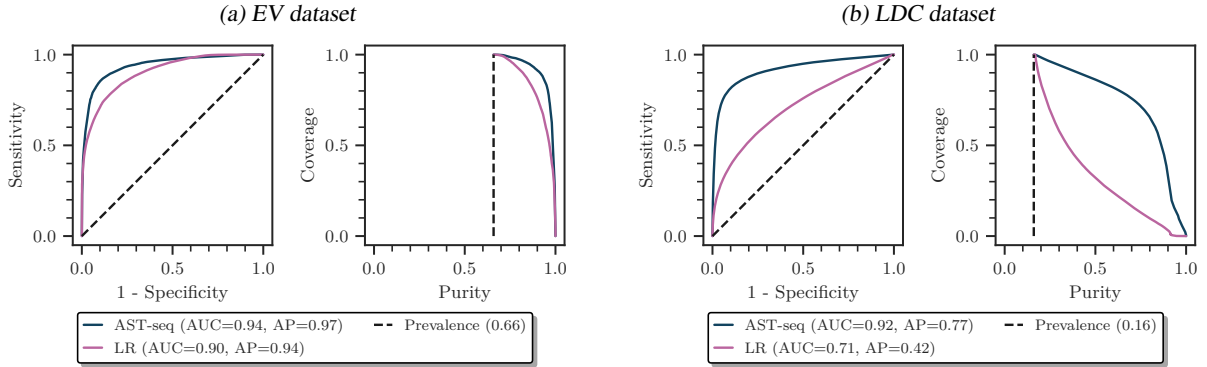 (a) EV dataset
(b) LDC dataset
1.0
0.5
0.0
Sensitivity
0.0 0.5 1.0
1 - Specificity
1.0
0.5
0.0
Coverage
0.0 0.5 1.0
Purity
AST-seq (AUC=0.94, AP=0.97)
LR (AUC=0.90, AP=0.94)
Prevalence (0.66)
1.0
0.5
0.0
Sensitivity
0.0 0.5 1.0
1 - Specificity
1.0
0.5
0.0
Coverage
0.0 0.5 1.0
Purity
AST-seq (AUC=0.92, AP=0.77)
LR (AUC=0.71, AP=0.42)
Prevalence (0.16)